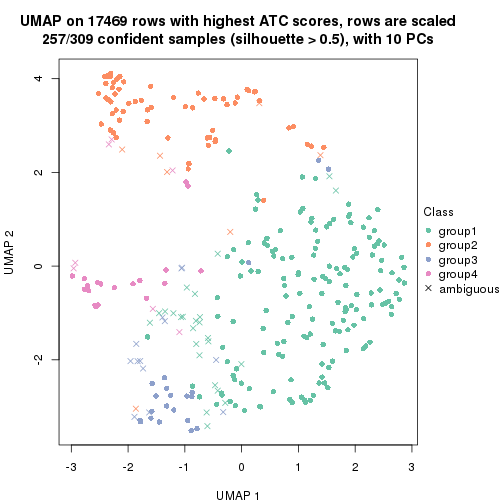 UMAP on 17469 rows with highest ATC scores, rows are scaled
257/309 confident samples (silhouette > 0.5), with 10 PCs
4
2
0
-2
UMAP 2
-3
-2
-1
0
1
2
3
UMAP 1
Class
group1
group2
group3
group4
ambiguous